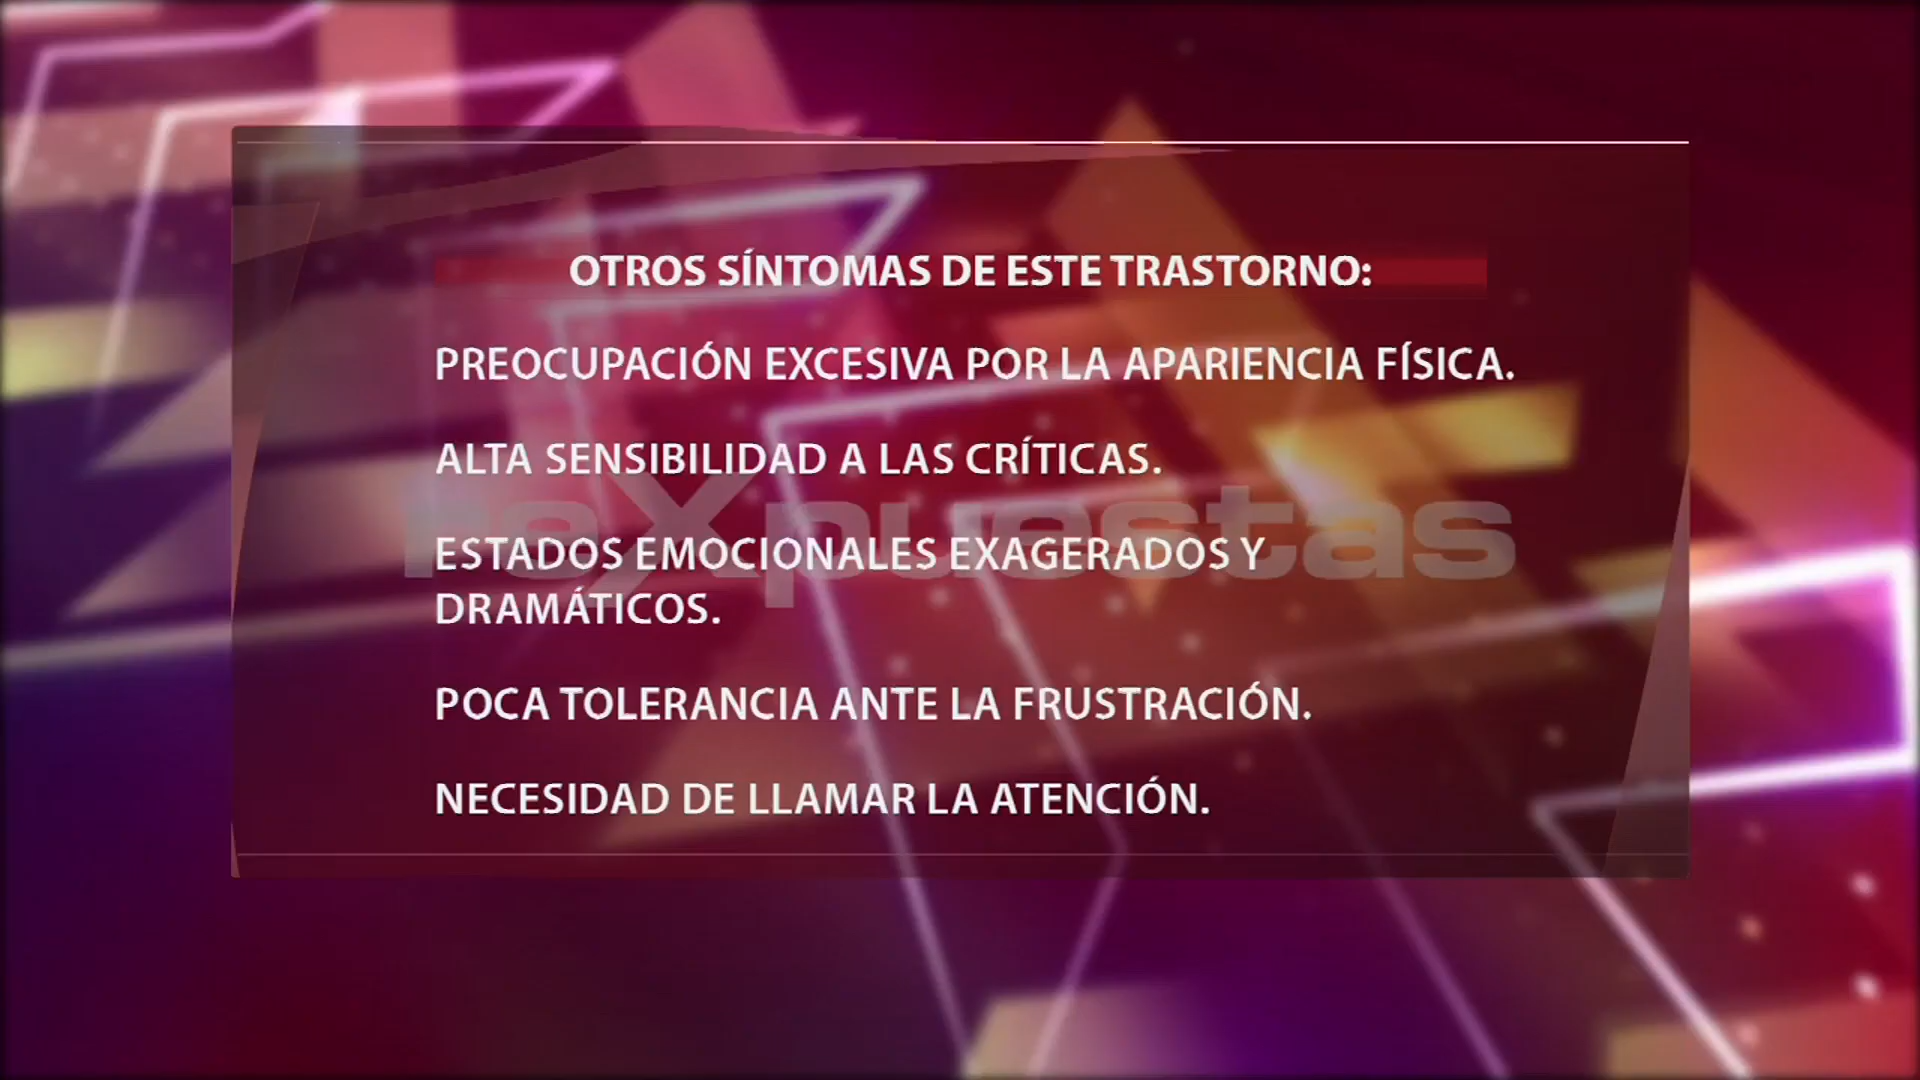 OTROS SÍNTOMAS DE ESTE TRASTORNO:
PREOCUPACIÓN EXCESIVA POR LA APARIENCIA FÍSICA.
ALTA SENSIBILIDAD A LAS CRÍTICAS.
reXpuestas
ESTADOS EMOCIONALES EXAGERADOS Y
DRAMÁTICOS.
POCA TOLERANCIA ANTE LA FRUSTRACIÓN.
NECESIDAD DE LLAMAR LA ATENCIÓN.